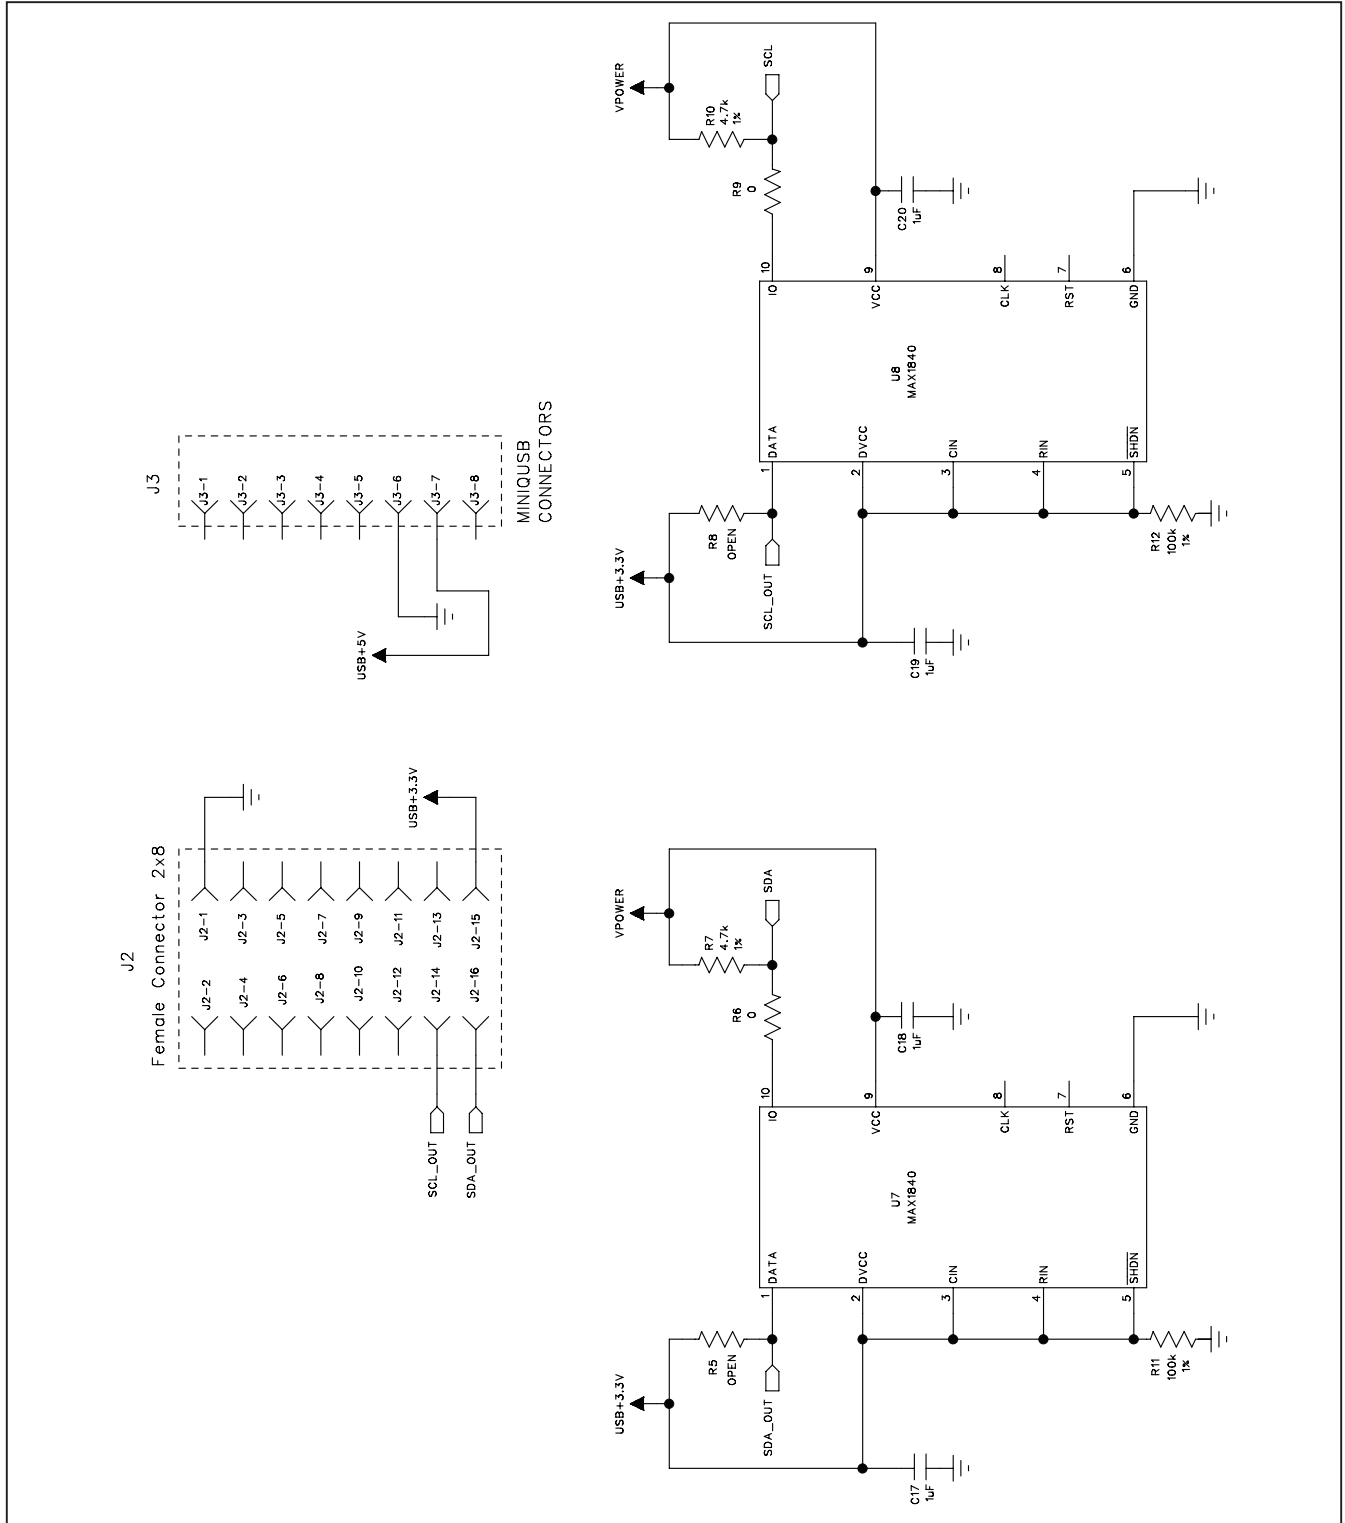 J2
Female Connector 2x8
J2-1
J2-2
J2-3
J2-4
J2-5
J2-6
J2-7
J2-8
J2-9
J2-10
J2-11
J2-12
J2-13
J2-14
J2-15
J2-16
SCL_OUT
SDA_OUT
USB+3.3V
J3
J3-1
J3-2
J3-3
J3-4
J3-5
J3-6
J3-7
J3-8
MINIQUSB
CONNECTORS
USB+5V
USB+3.3V
R5
OPEN
SDA_OUT
C17
1uF
1
DATA
2
DVCC
3
CIN
4
RIN
5
SHDN
R11
100k
1%
U7
MAX1840
10
IO
9
VCC
8
CLK
7
RST
6
GND
R6
0
R7
4.7k
1%
VPOWER
SDA
C18
1uF
USB+3.3V
R8
OPEN
SCL_OUT
C19
1uF
1
DATA
2
DVCC
3
CIN
4
RIN
5
SHDN
R12
100k
1%
U8
MAX1840
10
IO
9
VCC
8
CLK
7
RST
6
GND
R9
0
R10
4.7k
1%
VPOWER
SCL
C20
1uF